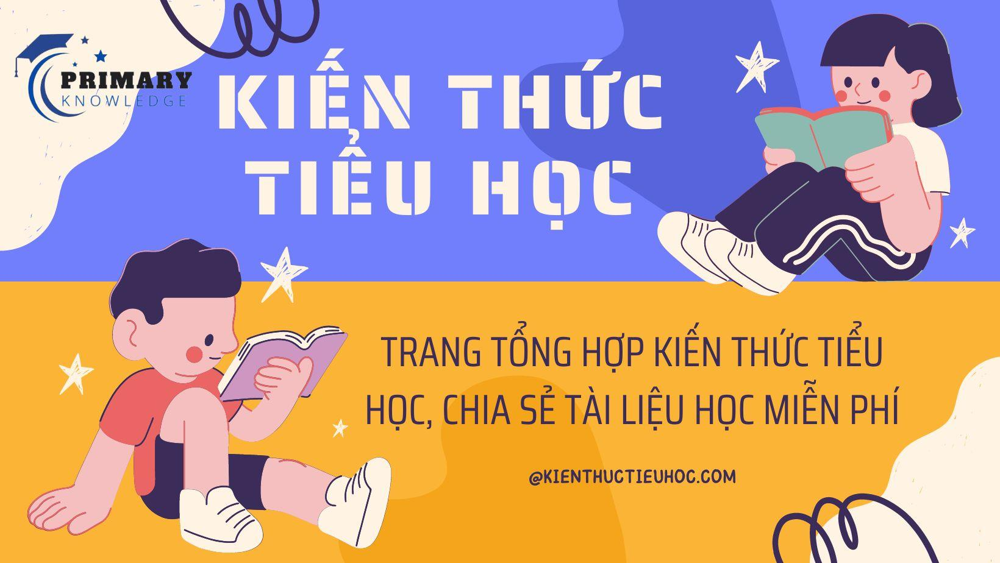 PRIMARY
KNOWLEDGE
KIẾN THỨC
TIỂU HỌC
TRANG TỔNG HỢP KIẾN THỨC TIỂU
HỌC, CHIA SẺ TÀI LIỆU HỌC MIỄN PHÍ
@KIENTHUCTIEUHOC.COM